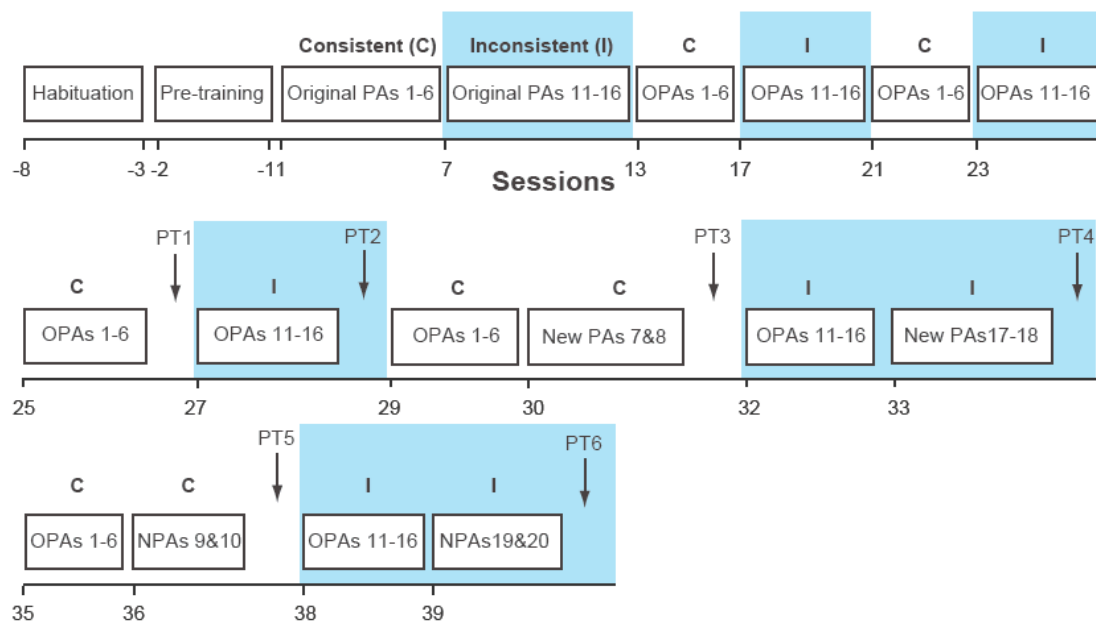 Consistent (C) Inconsistent (I) C I C I
Habituation Pre-training Original PAs 1-6 Original PAs 11-16 OPAs 1-6 OPAs 11-16 OPAs 1-6 OPAs 11-16
-8 -3 -2 -11 7 13 17 21 23
Sessions
PT1 PT2 PT3 PT4
C I C C I I
OPAs 1-6 OPAs 11-16 OPAs 1-6 New PAs 7&8 OPAs 11-16 New PAs17-18
25 27 29 30 32 33
PT5 PT6
C C I I
OPAs 1-6 NPAs 9&10 OPAs 11-16 NPAs19&20
35 36 38 39